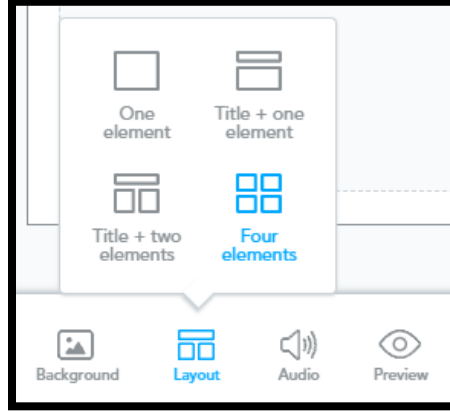 One
element
Title + one
element
Title + two
elements
Four
elements
Background
Layout
Audio
Preview